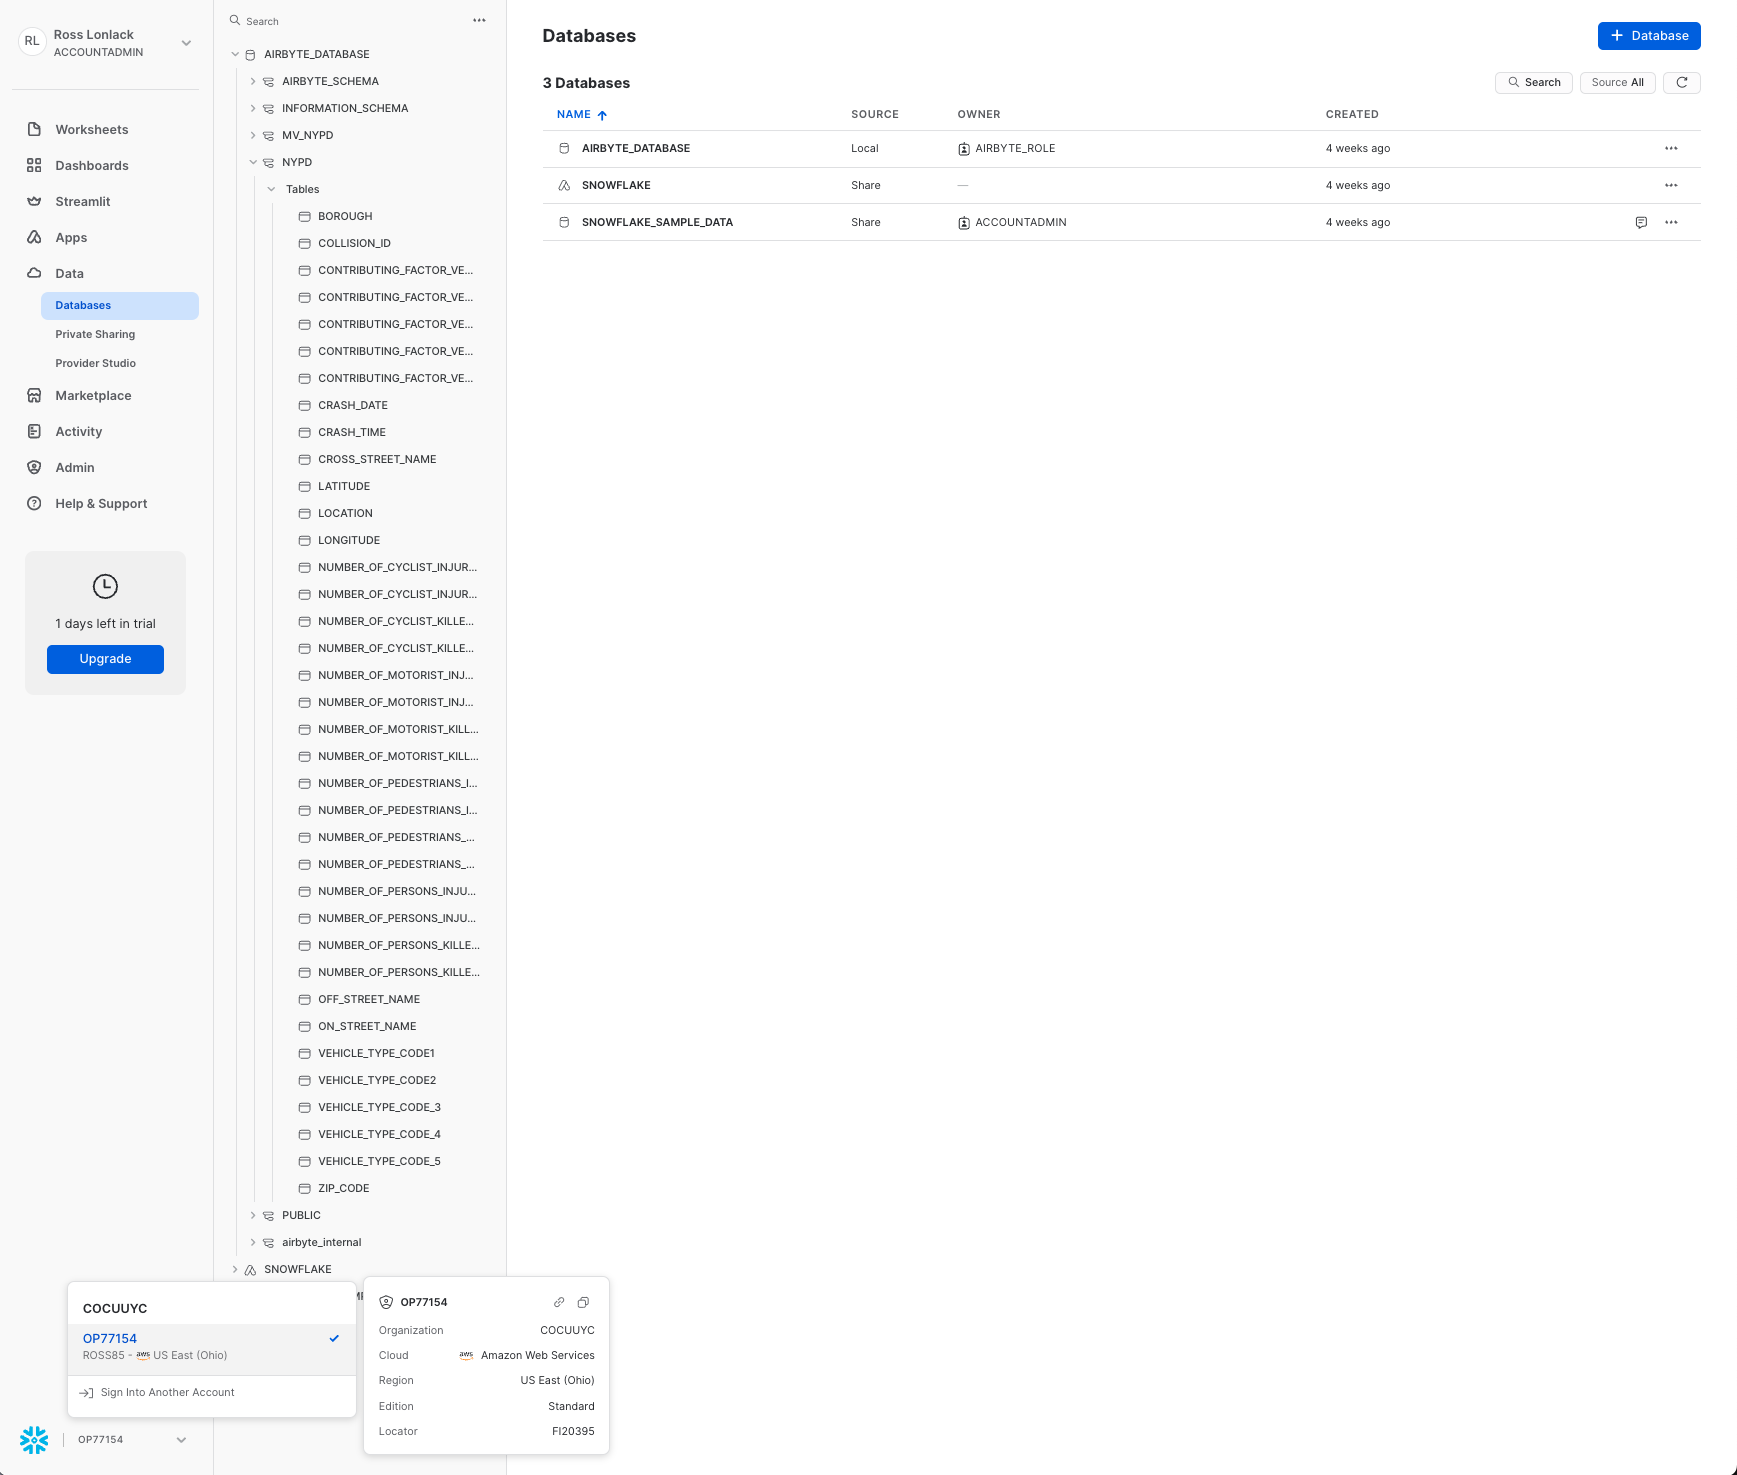 RL
Ross Lonlack
ACCOUNTADMIN
Worksheets
Dashboards
Streamlit
Apps
Data
Databases
Private Sharing
Provider Studio
Marketplace
Activity
Admin
Help & Support
1 days left in trial
Upgrade
Search
AIRBYTE_DATABASE
AIRBYTE_SCHEMA
INFORMATION_SCHEMA
MV_NYPD
NYPD
Tables
BOROUGH
COLLISION_ID
CONTRIBUTING_FACTOR_VE...
CONTRIBUTING_FACTOR_VE...
CONTRIBUTING_FACTOR_VE...
CONTRIBUTING_FACTOR_VE...
CONTRIBUTING_FACTOR_VE...
CRASH_DATE
CRASH_TIME
CROSS_STREET_NAME
LATITUDE
LOCATION
LONGITUDE
NUMBER_OF_CYCLIST_INJUR...
NUMBER_OF_CYCLIST_INJUR...
NUMBER_OF_CYCLIST_KILLE...
NUMBER_OF_CYCLIST_KILLE...
NUMBER_OF_MOTORIST_INJ...
NUMBER_OF_MOTORIST_INJ...
NUMBER_OF_MOTORIST_KILL...
NUMBER_OF_MOTORIST_KILL...
NUMBER_OF_PEDESTRIANS_I...
NUMBER_OF_PEDESTRIANS_I...
NUMBER_OF_PEDESTRIANS_...
NUMBER_OF_PEDESTRIANS_...
NUMBER_OF_PERSONS_INJU...
NUMBER_OF_PERSONS_INJU...
NUMBER_OF_PERSONS_KILLE...
NUMBER_OF_PERSONS_KILLE...
OFF_STREET_NAME
ON_STREET_NAME
VEHICLE_TYPE_CODE1
VEHICLE_TYPE_CODE2
VEHICLE_TYPE_CODE_3
VEHICLE_TYPE_CODE_4
VEHICLE_TYPE_CODE_5
ZIP_CODE
PUBLIC
airbyte_internal
SNOWFLAKE
Databases
+ Database
3 Databases
Search
Source All
NAME SOURCE OWNER CREATED
AIRBYTE_DATABASE Local AIRBYTE_ROLE 4 weeks ago
SNOWFLAKE Share — 4 weeks ago
SNOWFLAKE_SAMPLE_DATA Share ACCOUNTADMIN 4 weeks ago
COCUUYC
OP77154
ROSS85 - aws US East (Ohio)
Sign Into Another Account
OP77154
OP77154
Organization COCUUYC
Cloud aws Amazon Web Services
Region US East (Ohio)
Edition Standard
Locator FI20395